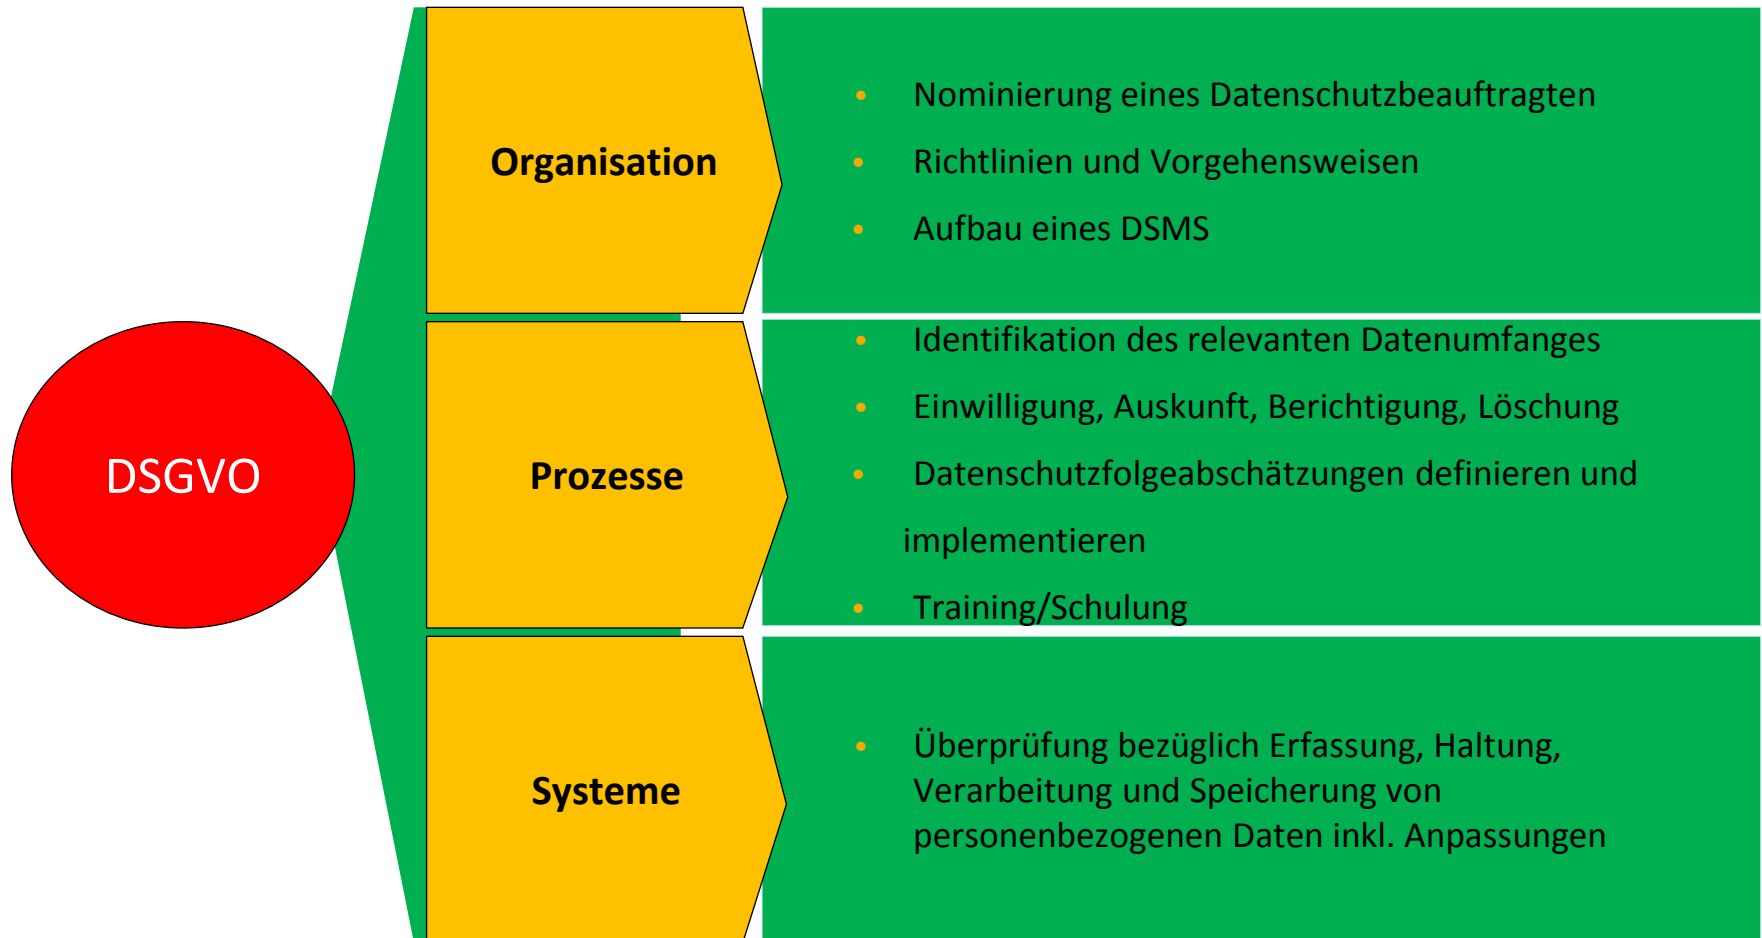 DSGVO
Organisation
• Nominierung eines Datenschutzbeauftragten
• Richtlinien und Vorgehensweisen
• Aufbau eines DSMS
Prozesse
• Identifikation des relevanten Datenumfanges
• Einwilligung, Auskunft, Berichtigung, Löschung
• Datenschutzfolgeabschätzungen definieren und
implementieren
• Training/Schulung
Systeme
• Überprüfung bezüglich Erfassung, Haltung,
Verarbeitung und Speicherung von
personenbezogenen Daten inkl. Anpassungen